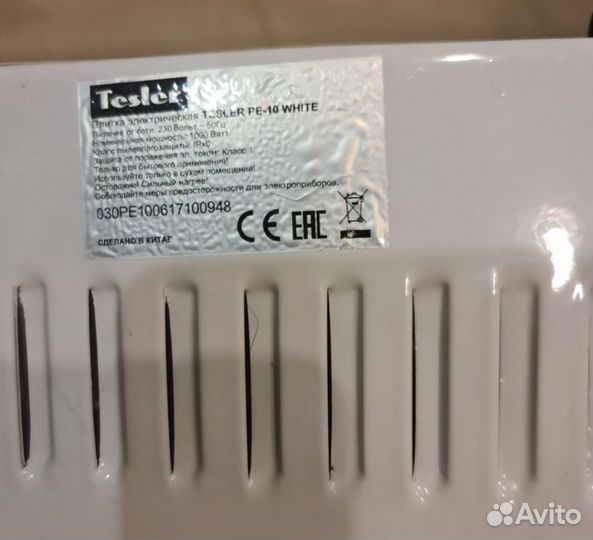 Tesler
Плитка электрическая TESLER PE-10 WHITE
Питание от сети: 230 Вольт ~ 50Гц
Номинальная мощность: 1000 Ватт
Класс пылевлагозащиты: IPx0
Защита от поражения эл. током: Класс 1
Только для бытового применения!
Используйте только в сухом помещении!
Осторожно! Сильный нагрев!
Соблюдайте меры предосторожности для электроприборов.
030PE100617100948
CE EAC
СДЕЛАНО В КИТАЕ
Avito